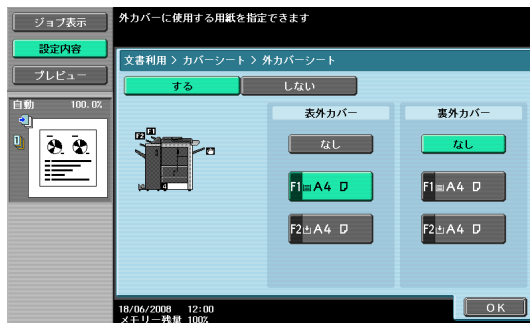 ジョブ表示
設定内容
プレビュー
自動 100.0%
外カバーに使用する用紙を指定できます
文書利用 > カバーシート > 外カバーシート
する しない
表外カバー 裏外カバー
なし なし
F1 A4 F1 A4
F2 A4 F2 A4
F2 F1
18/06/2008 12:00
メモリー残量 100%
OK